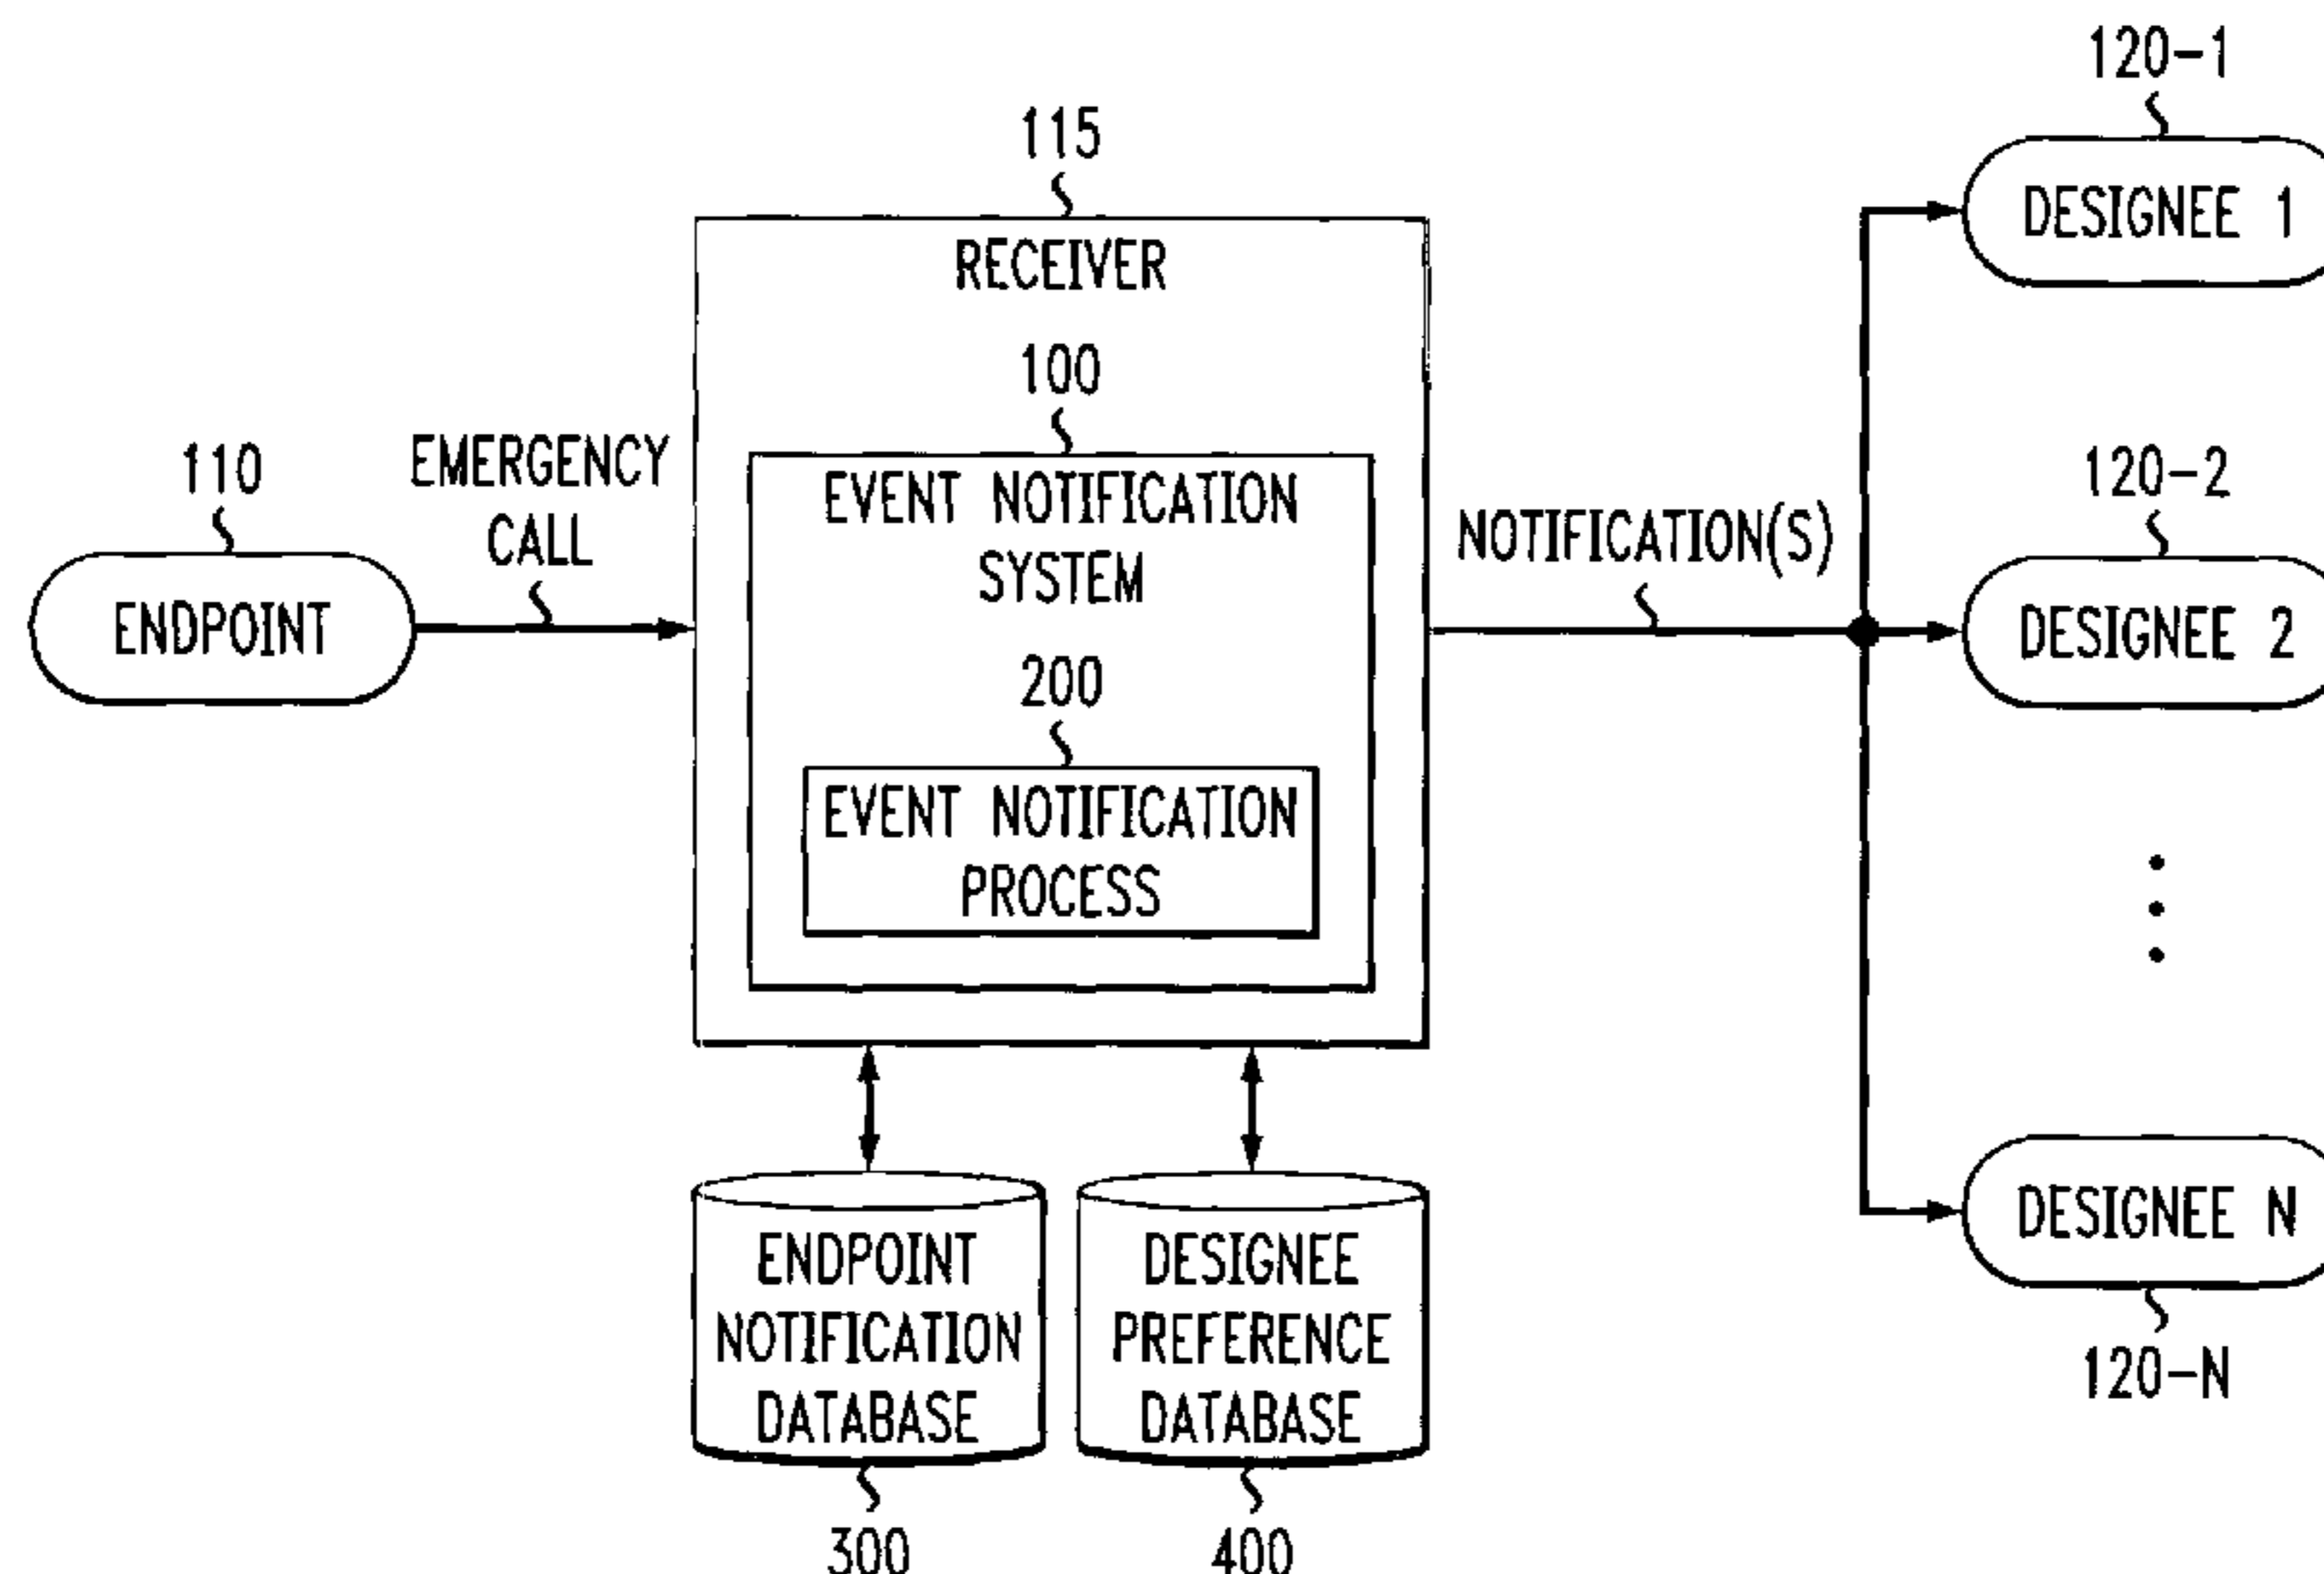 120-1
DESIGNEE 1
115
RECEIVER
100
EVENT NOTIFICATION
SYSTEM
200
EVENT NOTIFICATION
PROCESS
110
ENDPOINT
EMERGENCY
CALL
NOTIFICATION(S)
120-2
DESIGNEE 2
DESIGNEE N
120-N
ENDPOINT
NOTIFICATION
DATABASE
300
DESIGNEE
PREFERENCE
DATABASE
400